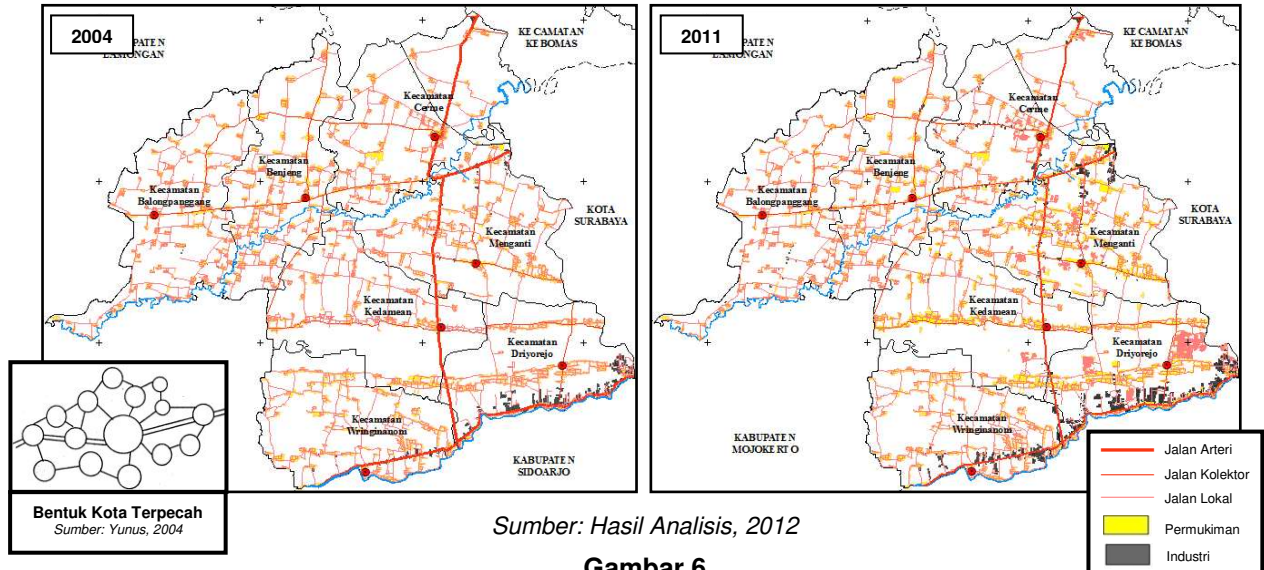 2004
KABUPATEN
LAMONGAN
KECAMATAN
KEBOMAS
Kecamatan
Cerme
Kecamatan
Benjeng
Kecamatan
Balongpanggang
KOTA
SURABAYA
Kecamatan
Menganti
Kecamatan
Kedamean
Kecamatan
Driyorejo
Kecamatan
Wringinanom
KABUPATEN
SIDOARJO
2011
LAMONGAN
KECAMATAN
KEBOMAS
Kecamatan
Cerme
Kecamatan
Benjeng
Kecamatan
Balongpanggang
KOTA
SURABAYA
Kecamatan
Menganti
Kecamatan
Kedamean
Kecamatan
Driyorejo
Kecamatan
Wringinanom
KABUPATEN
MOJOKERTO
Jalan Arteri
Jalan Kolektor
Jalan Lokal
Permukiman
Industri
Bentuk Kota Terpecah
Sumber: Yunus, 2004
Sumber: Hasil Analisis, 2012
Gambar 6